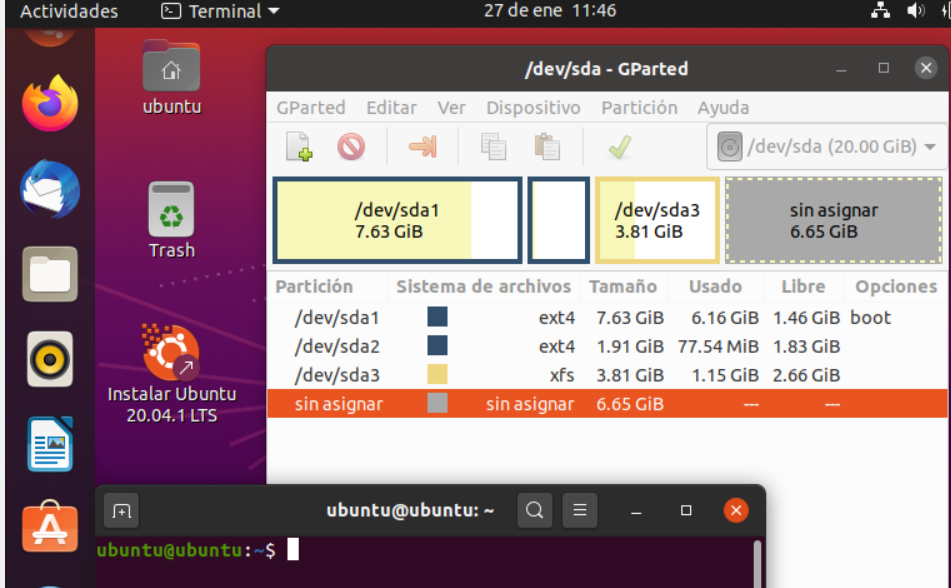 Actividades Terminal 27 de ene 11:46
ubuntu
Trash
Instalar Ubuntu
20.04.1 LTS
/dev/sda - GParted
GParted Editar Ver Dispositivo Partición Ayuda
/dev/sda (20.00 GiB)
/dev/sda1
7.63 GiB
/dev/sda3
3.81 GiB
sin asignar
6.65 GiB
Partición Sistema de archivos Tamaño Usado Libre Opciones
/dev/sda1 ext4 7.63 GiB 6.16 GiB 1.46 GiB boot
/dev/sda2 ext4 1.91 GiB 77.54 MiB 1.83 GiB
/dev/sda3 xfs 3.81 GiB 1.15 GiB 2.66 GiB
sin asignar sin asignar 6.65 GiB --- ---
ubuntu@ubuntu: ~
ubuntu@ubuntu:~$